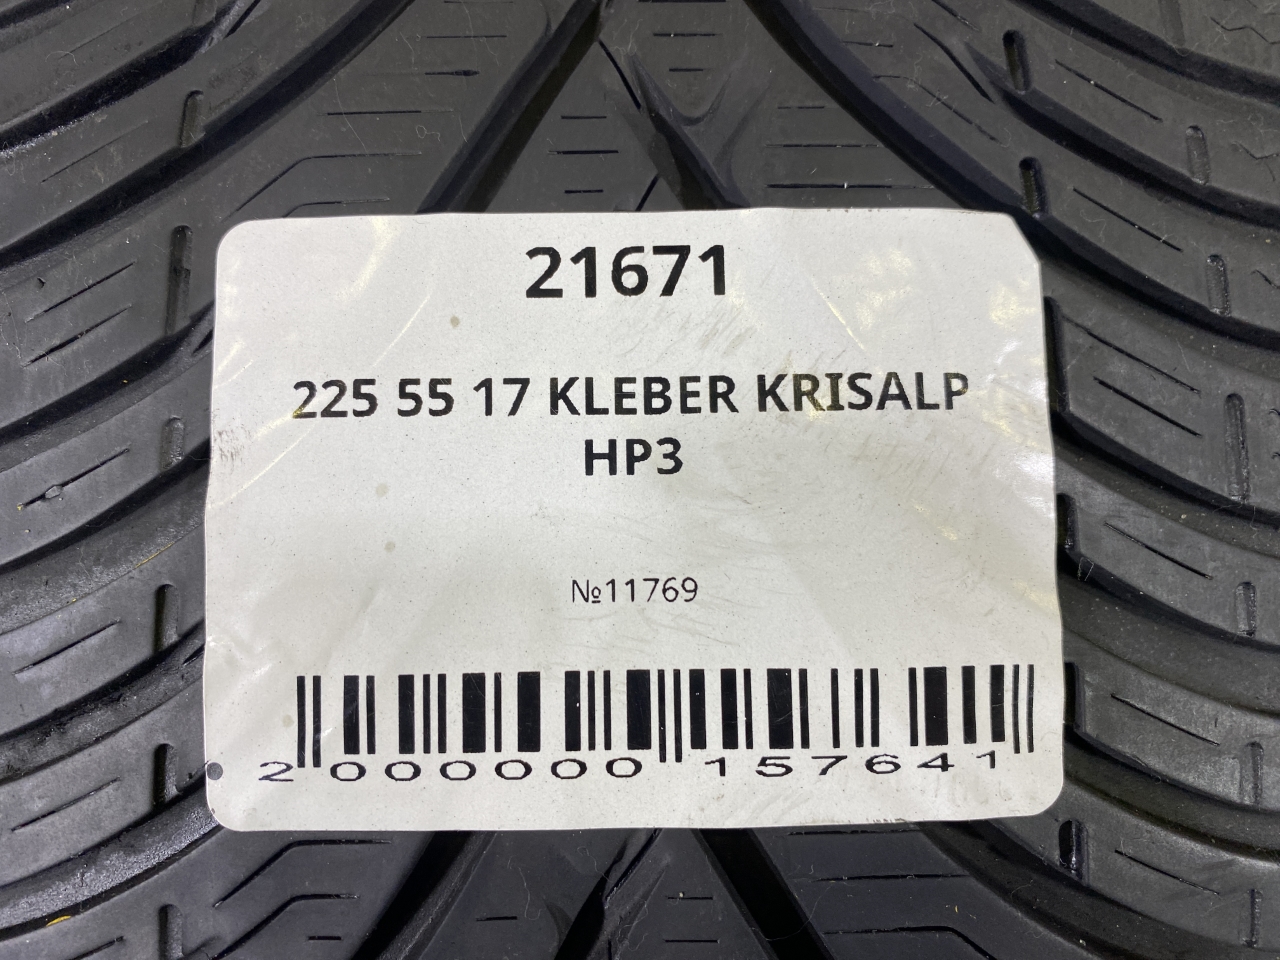 21671
225 55 17 KLEBER KRISALP
HP3
№11769
2 000000 157641